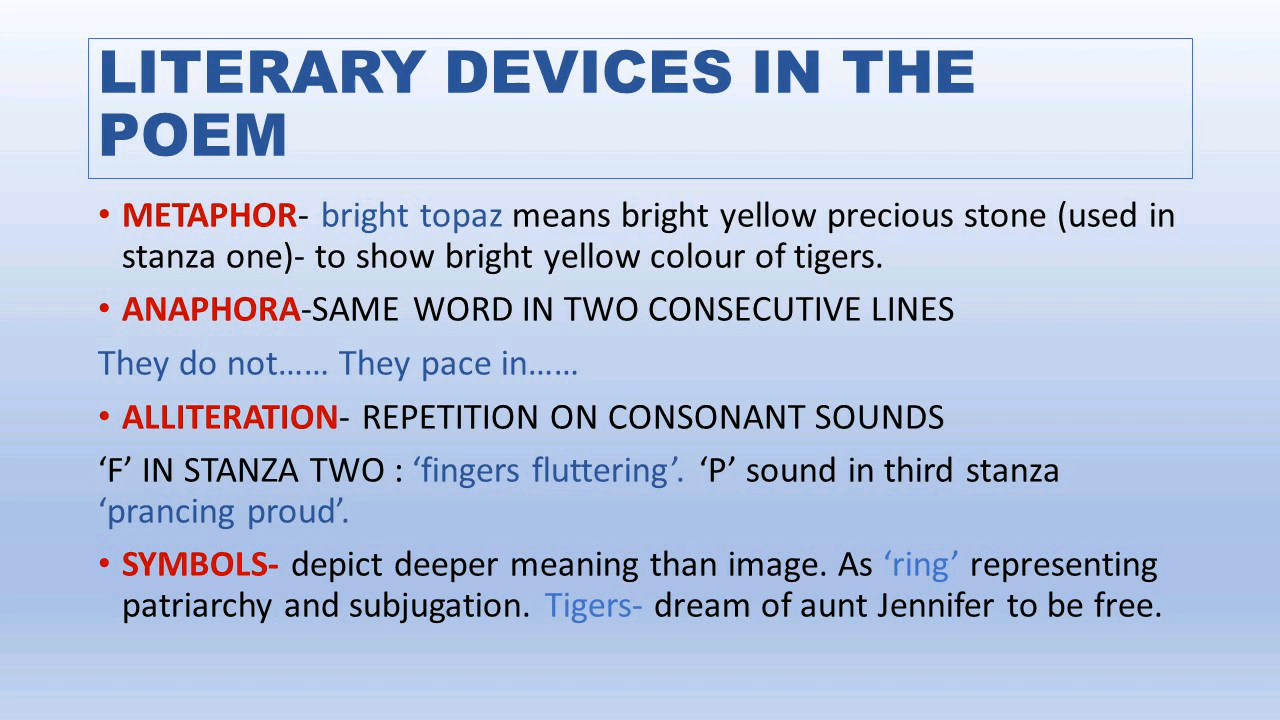 LITERARY DEVICES IN THE
POEM
• METAPHOR- bright topaz means bright yellow precious stone (used in
stanza one)- to show bright yellow colour of tigers.
• ANAPHORA-SAME WORD IN TWO CONSECUTIVE LINES
They do not…… They pace in……
• ALLITERATION- REPETITION ON CONSONANT SOUNDS
‘F’ IN STANZA TWO : ‘fingers fluttering’. ‘P’ sound in third stanza
‘prancing proud’.
• SYMBOLS- depict deeper meaning than image. As ‘ring’ representing
patriarchy and subjugation. Tigers- dream of aunt Jennifer to be free.